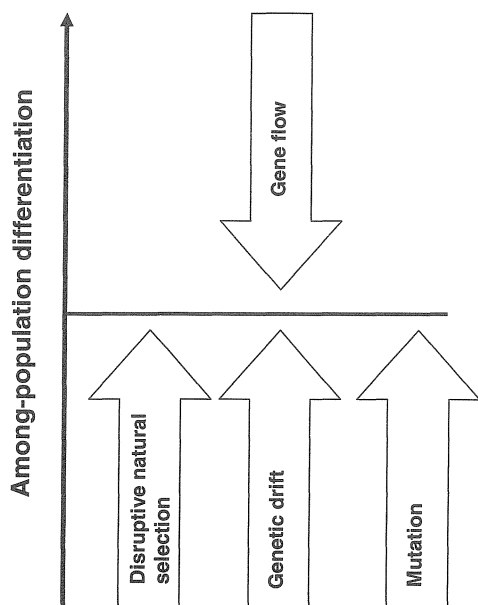 Among-population differentiation
Gene flow
Disruptive natural
selection
Genetic drift
Mutation